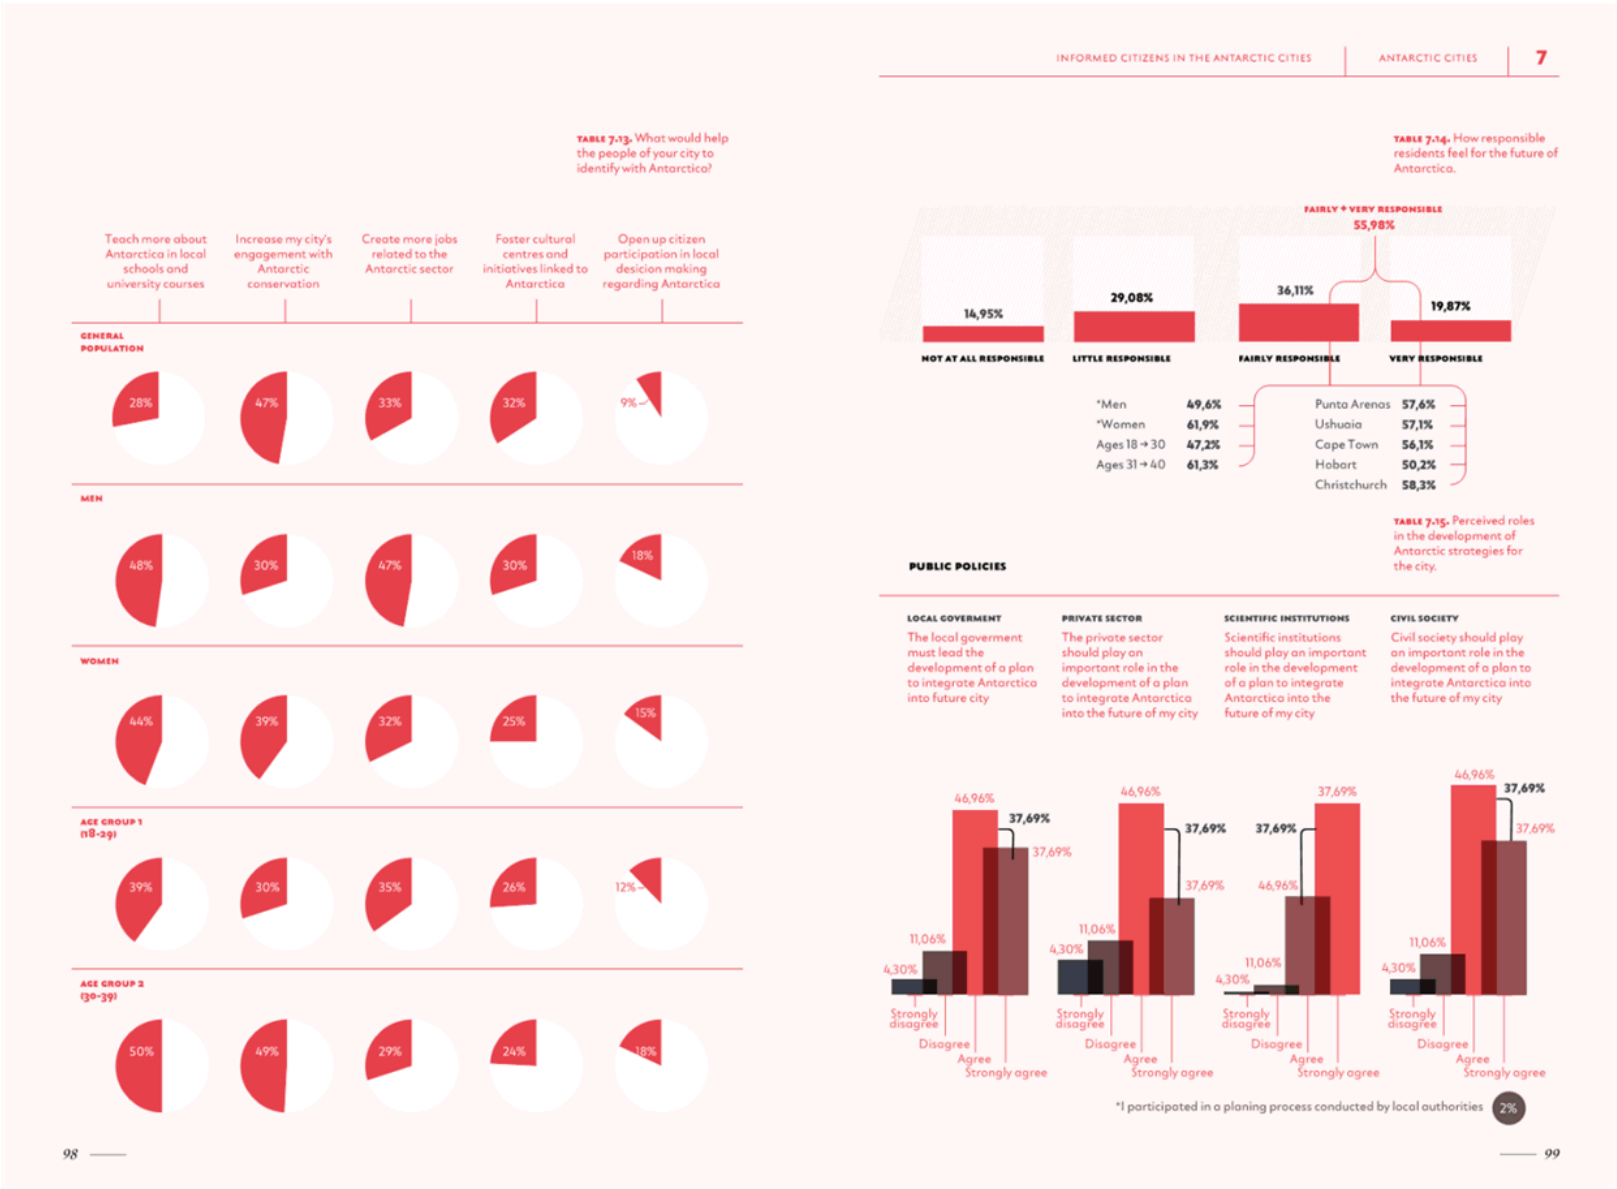 TABLE 7.13. What would help
the people of your city to
identify with Antarctica?
Teach more about
Antarctica in local
schools and
university courses
Increase my city's
engagement with
Antarctic
conservation
Create more jobs
related to the
Antarctic sector
Foster cultural
centres and
initiatives linked to
Antarctica
Open up citizen
participation in local
desicion making
regarding Antarctica
GENERAL
POPULATION
28%
47%
33%
32%
9%
MEN
48%
30%
47%
30%
18%
WOMEN
44%
39%
32%
25%
15%
AGE GROUP 1
(18-29)
39%
30%
35%
26%
12%
AGE GROUP 2
(30-39)
50%
49%
29%
24%
18%
98
INFORMED CITIZENS IN THE ANTARCTIC CITIES
ANTARCTIC CITIES
7
TABLE 7.14. How responsible
residents feel for the future of
Antarctica.
FAIRLY + VERY RESPONSIBLE
55,98%
14,95%
29,08%
36,11%
19,87%
NOT AT ALL RESPONSIBLE
LITTLE RESPONSIBLE
FAIRLY RESPONSIBLE
VERY RESPONSIBLE
*Men 49,6%
*Women 61,9%
Ages 18 → 30 47,2%
Ages 31 → 40 61,3%
Punta Arenas 57,6%
Ushuaia 57,1%
Cape Town 56,1%
Hobart 50,2%
Christchurch 58,3%
TABLE 7.15. Perceived roles
in the development of
Antarctic strategies for
the city.
PUBLIC POLICIES
LOCAL GOVERMENT
The local goverment
must lead the
development of a plan
to integrate Antarctica
into future city
PRIVATE SECTOR
The private sector
should play an
important role in the
development of a plan
to integrate Antarctica
into the future of my city
SCIENTIFIC INSTITUTIONS
Scientific institutions
should play an important
role in the development
of a plan to integrate
Antarctica into the
future of my city
CIVIL SOCIETY
Civil society should play
an important role in the
development of a plan to
integrate Antarctica into
the future of my city
4,30%
11,06%
46,96%
37,69%
37,69%
Strongly
disagree
Disagree
Agree
Strongly agree
4,30%
11,06%
46,96%
37,69%
37,69%
Strongly
disagree
Disagree
Agree
Strongly agree
4,30%
11,06%
46,96%
37,69%
37,69%
Strongly
disagree
Disagree
Agree
Strongly agree
4,30%
11,06%
46,96%
37,69%
37,69%
Strongly
disagree
Disagree
Agree
Strongly agree
*I participated in a planing process conducted by local authorities
2%
99